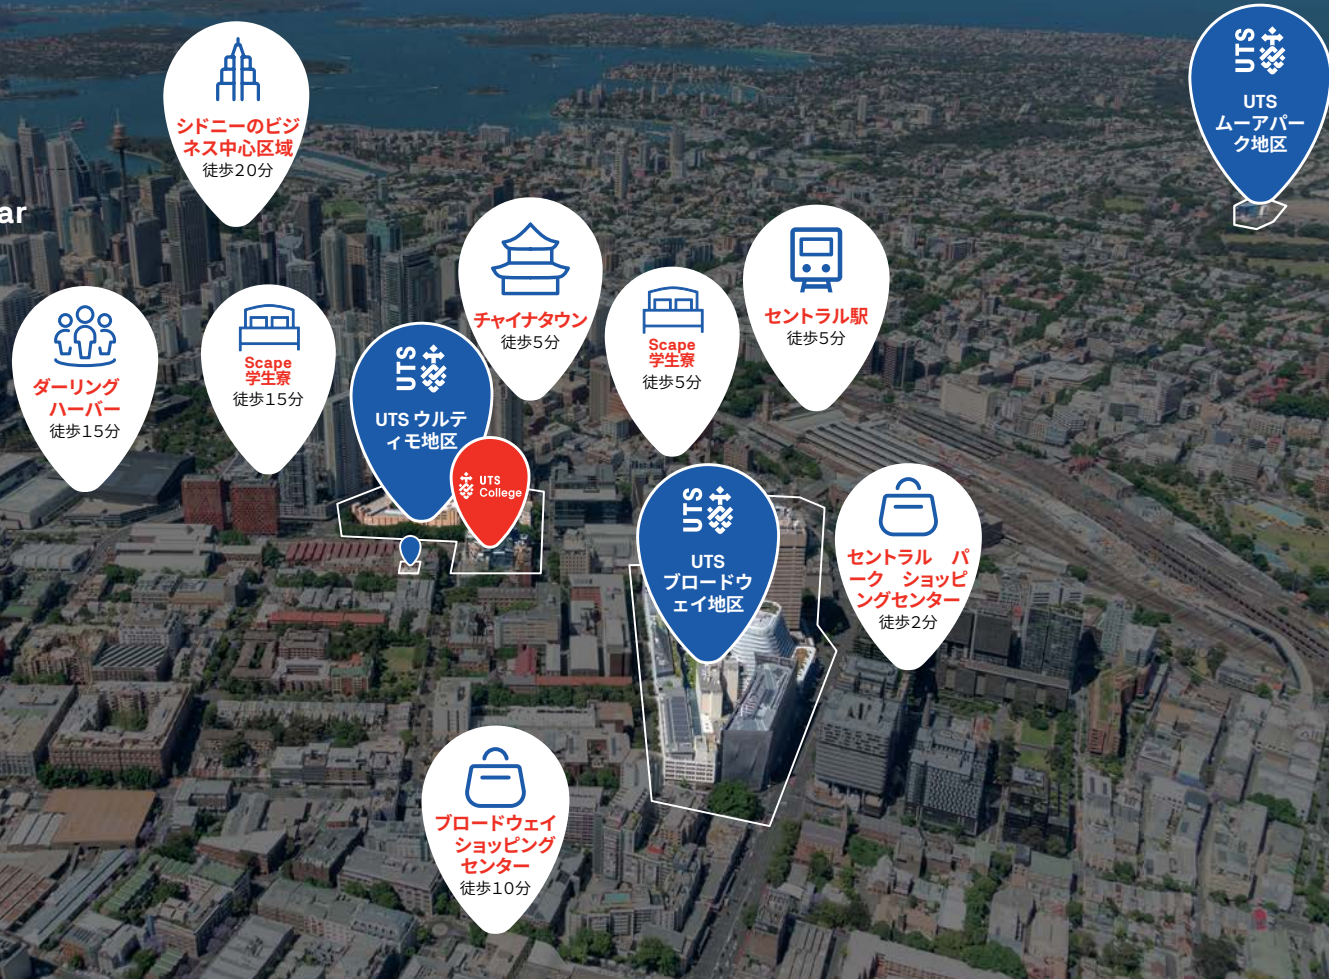 シドニーのビジ
ネス中心区域
徒歩20分
UTS
UTS
ムーアパー
ク地区
ar
チャイナタウン
徒歩5分
セントラル駅
徒歩5分
ダーリング
ハーバー
徒歩15分
Scape
学生寮
徒歩15分
UTS
UTS ウルテ
ィモ地区
UTS
College
Scape
学生寮
徒歩5分
UTS
UTS
ブロードウ
ェイ地区
セントラル　パ
ーク　ショッピ
ングセンター
徒歩2分
ブロードウェイ
ショッピング
センター
徒歩10分